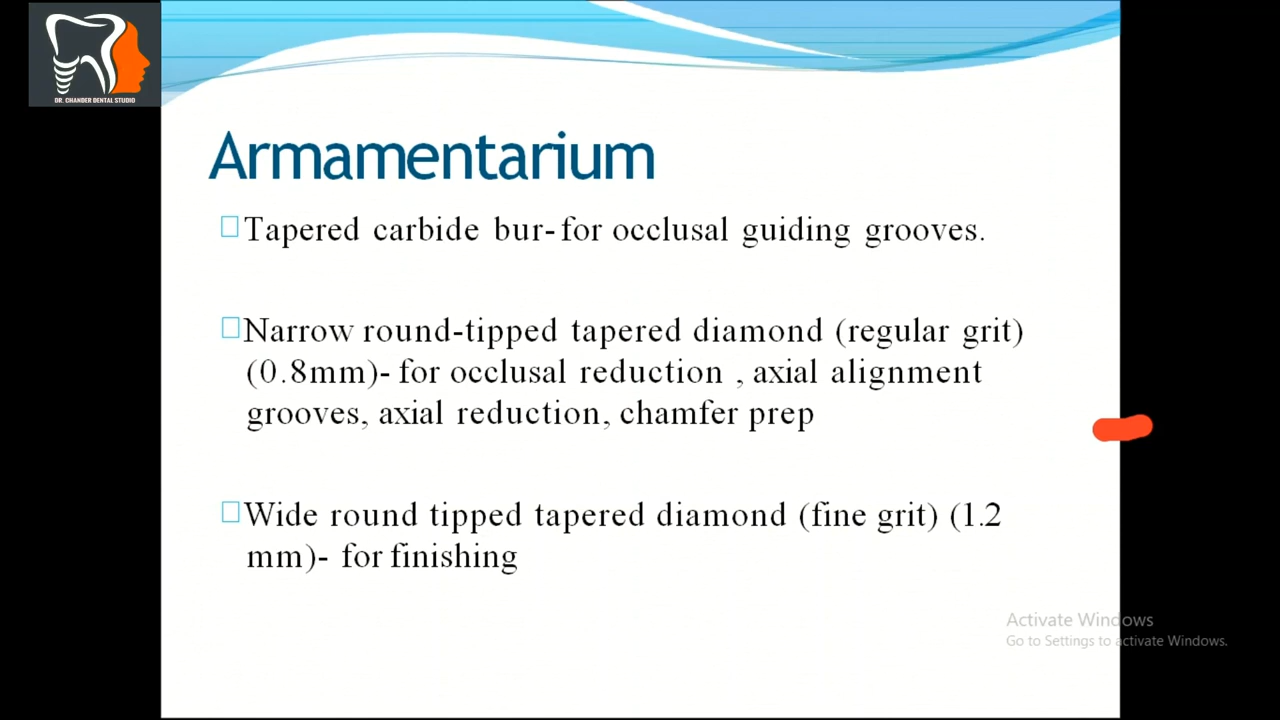 DR. CHANDER DENTAL STUDIO
Armamentarium
Tapered carbide bur-for occlusal guiding grooves.
Narrow round-tipped tapered diamond (regular grit)
(0.8mm)- for occlusal reduction , axial alignment
grooves, axial reduction, chamfer prep
Wide round tipped tapered diamond (fine grit) (1.2
mm)- for finishing
Activate Windows
Go to Settings to activate Windows.